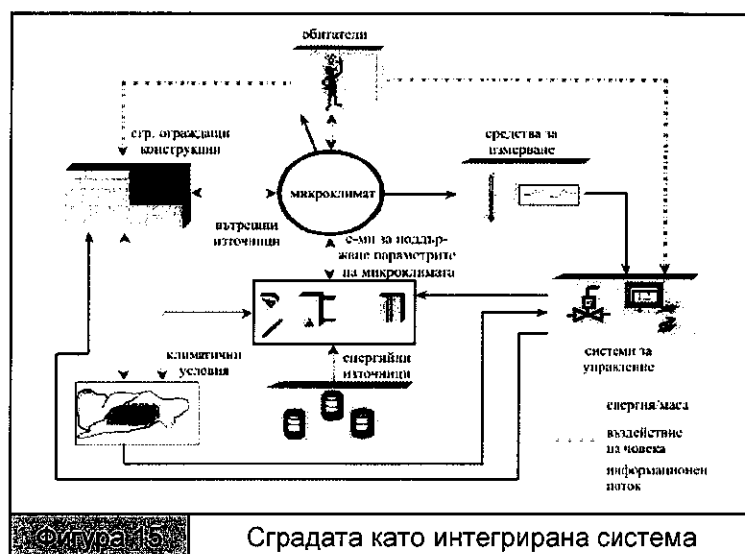 обитатели
стр. ограждащи
конструкции
средства за
измерване
микроклимат
вътрешни
източници
с-ми за поддър-
жане параметрите
на микроклимата
климатични
условия
енергийни
източници
системи за
управление
енергия/маса
въздействие
на човека
информационен
поток
Фигура 15
Сградата като интегрирана система